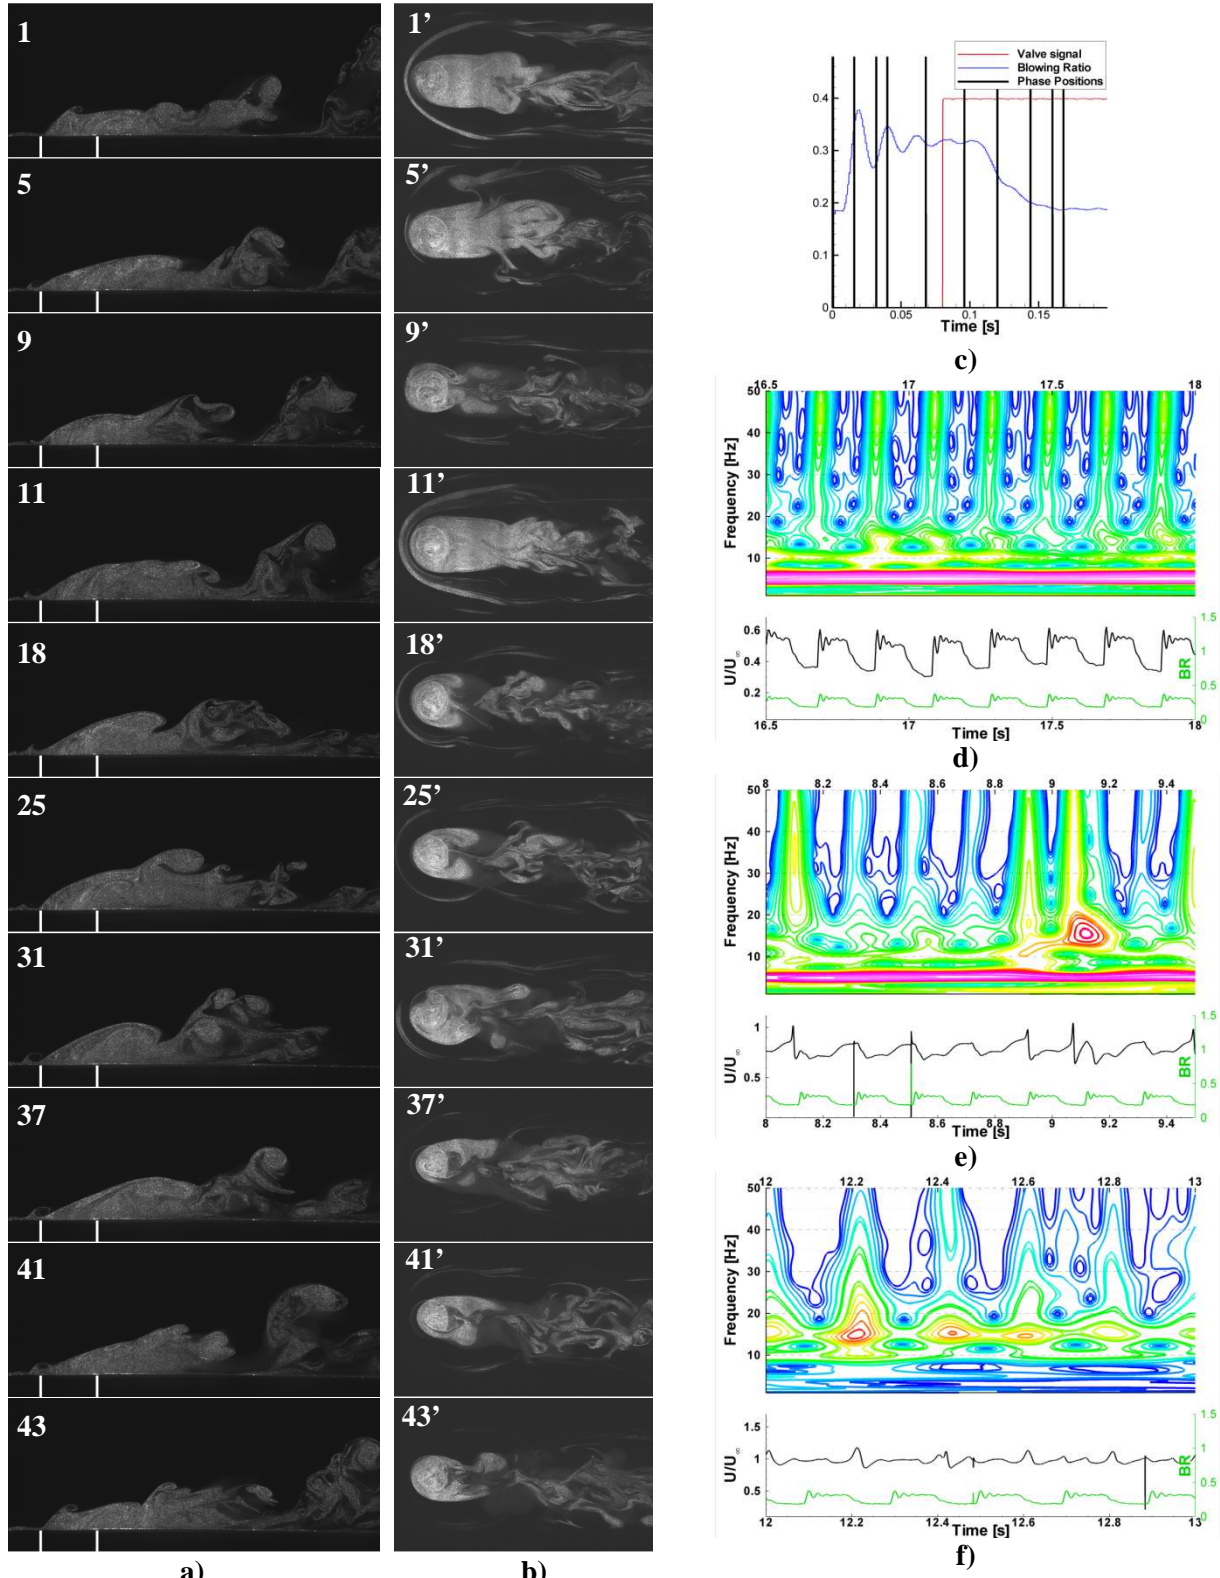 1
1’
5
5’
9
9’
11
11’
18
18’
25
25’
31
31’
37
37’
41
41’
43
43’
a)
b)
Valve signal
Blowing Ratio
Phase Positions
0.4
0.3
0.2
0.1
0
0 0.05 0.1 0.15
Time [s]
c)
16.5 17 17.5 18
50
40
30
20
10
Frequency [Hz]
0.6
0.4
0.2
U/U∞
1.5
1
0.5
0
BR
16.5 17 17.5 18
Time [s]
d)
8 8.2 8.4 8.6 8.8 9 9.2 9.4
50
40
30
20
10
Frequency [Hz]
1
0.5
U/U∞
1.5
1
0.5
0
BR
8 8.2 8.4 8.6 8.8 9 9.2 9.4
Time [s]
e)
12 12.2 12.4 12.6 12.8 13
50
40
30
20
10
Frequency [Hz]
1.5
1
0.5
U/U∞
1.5
1
0.5
0
BR
12 12.2 12.4 12.6 12.8 13
Time [s]
f)